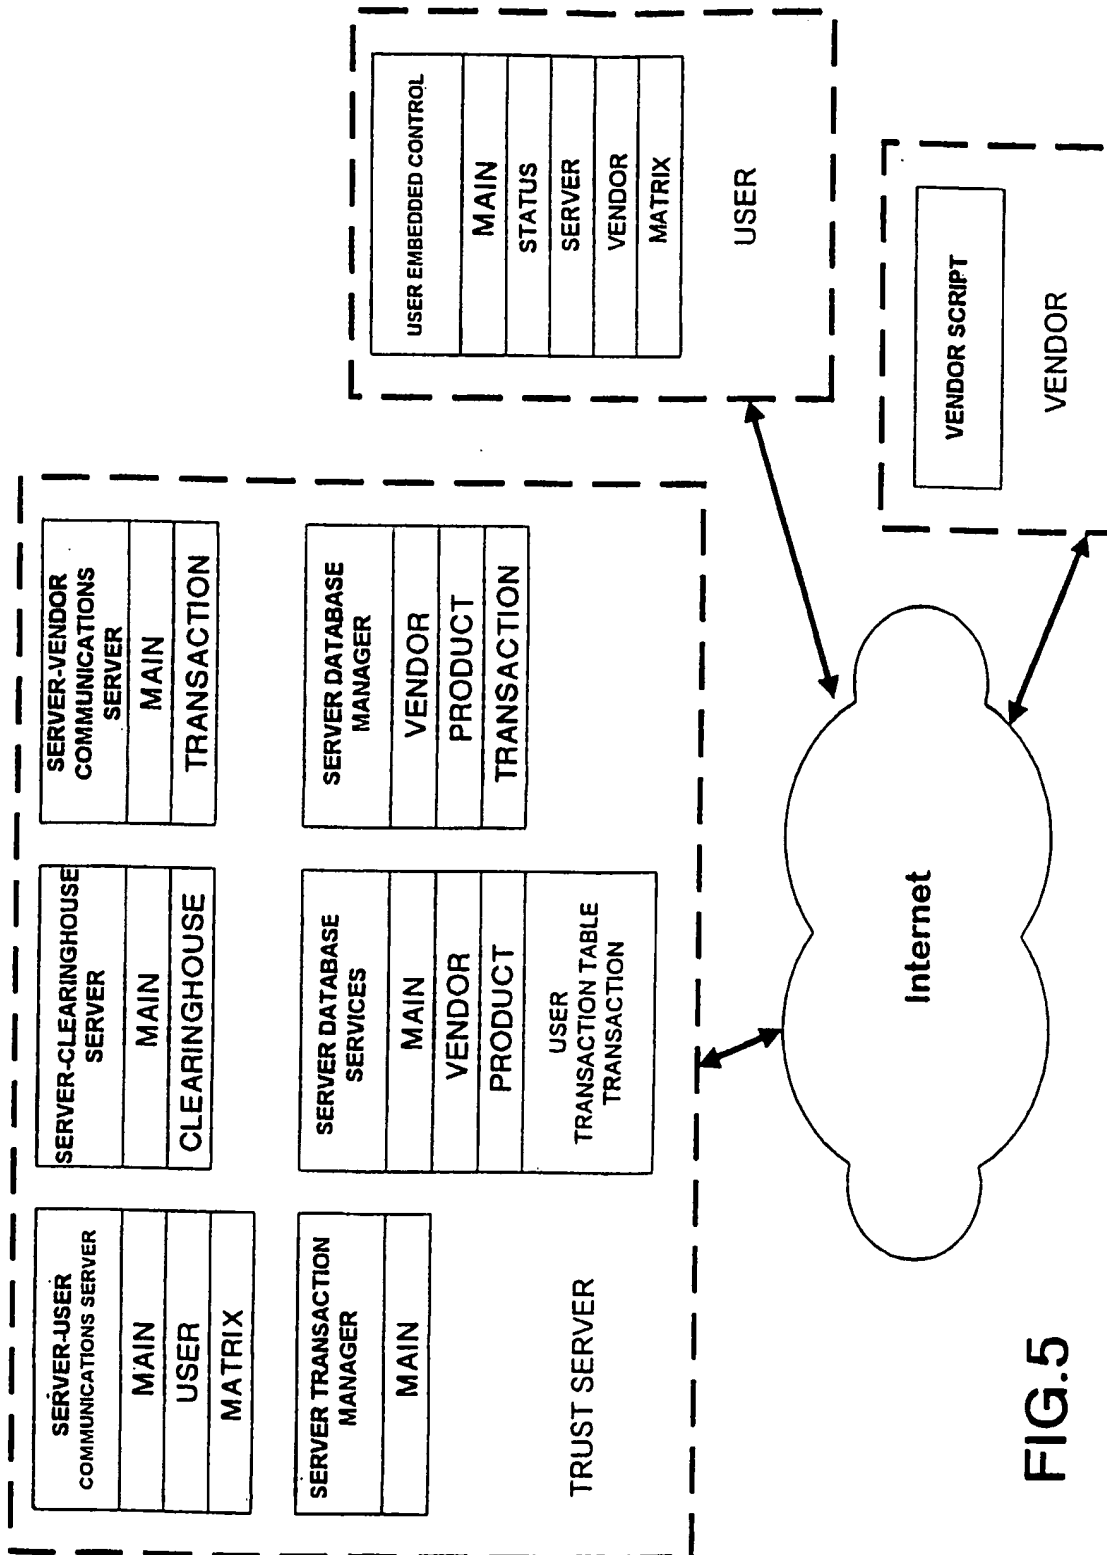 SERVER-USER
COMMUNICATIONS SERVER
MAIN
USER
MATRIX
SERVER-CLEARINGHOUSE
SERVER
MAIN
CLEARINGHOUSE
SERVER-VENDOR
COMMUNICATIONS
SERVER
MAIN
TRANSACTION
SERVER TRANSACTION
MANAGER
MAIN
SERVER DATABASE
SERVICES
MAIN
VENDOR
PRODUCT
USER
TRANSACTION TABLE
TRANSACTION
SERVER DATABASE
MANAGER
VENDOR
PRODUCT
TRANSACTION
TRUST SERVER
USER EMBEDDED CONTROL
MAIN
STATUS
SERVER
VENDOR
MATRIX
USER
Internet
VENDOR SCRIPT
VENDOR
FIG.5